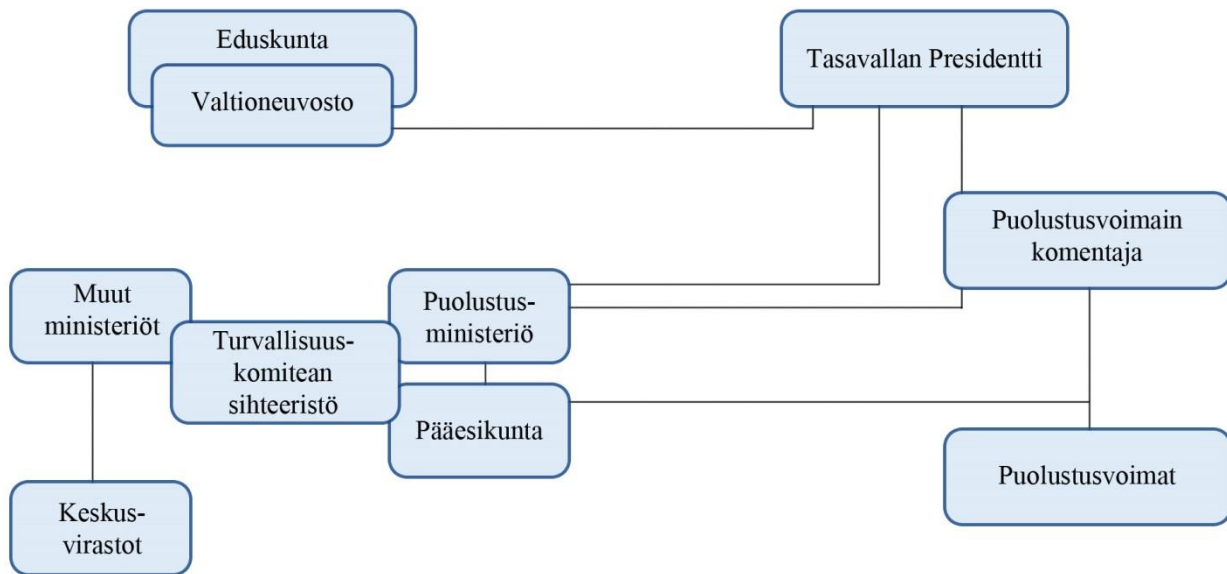 Eduskunta
Valtioneuvosto
Tasavallan Presidentti
Puolustusvoimain
komentaja
Muut
ministeriöt
Puolustus-
ministeriö
Turvallisuus-
komitean
sihteeristö
Pääesikunta
Puolustusvoimat
Keskus-
virastot